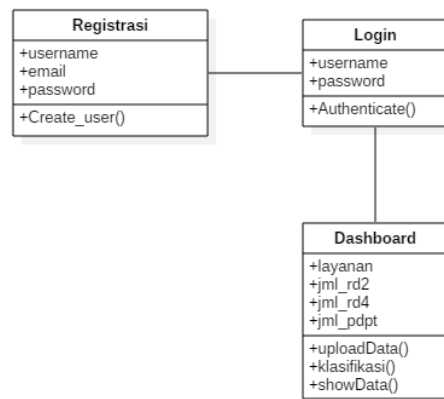 Registrasi
+username
+email
+password
+Create_user()
Login
+username
+password
+Authenticate()
Dashboard
+layanan
+jml_rd2
+jml_rd4
+jml_pdpt
+uploadData()
+klasifikasi()
+showData()